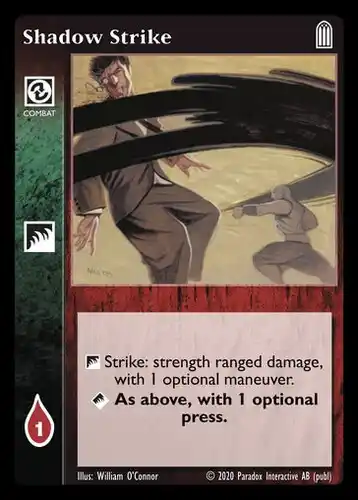 Shadow Strike
COMBAT
Strike: strength ranged damage,
with 1 optional maneuver.
As above, with 1 optional
press.
1
Illus: William O'Connor © 2020 Paradox Interactive AB (publ)